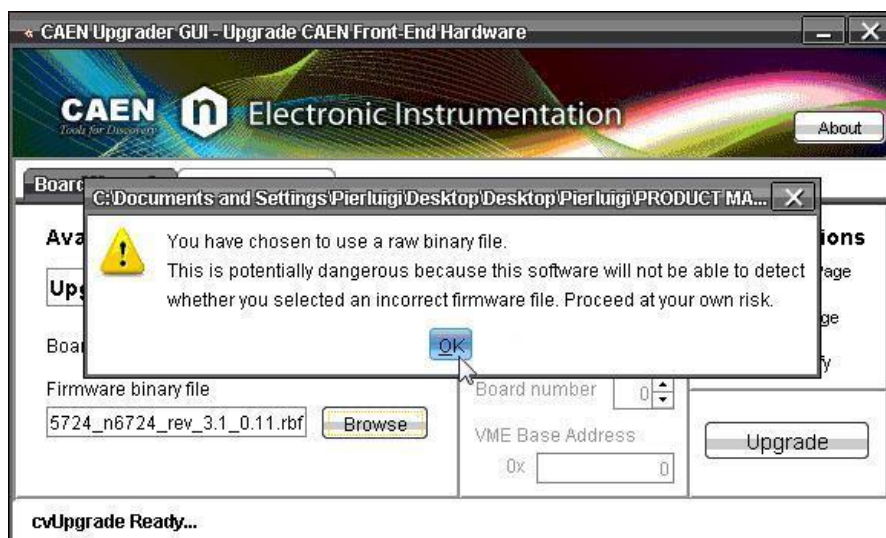 CAEN Upgrader GUI - Upgrade CAEN Front-End Hardware
CAEN
Tools for Discovery
n
Electronic Instrumentation
About
Board
C:\Documents and Settings\Pierluigi\Desktop\Desktop\Pierluigi\PRODUCT MA...
You have chosen to use a raw binary file.
This is potentially dangerous because this software will not be able to detect
whether you selected an incorrect firmware file. Proceed at your own risk.
OK
Firmware binary file
5724_n6724_rev_3.1_0.11.rbf
Browse
Board number
0
VME Base Address
0x
0
Upgrade
cvUpgrade Ready...